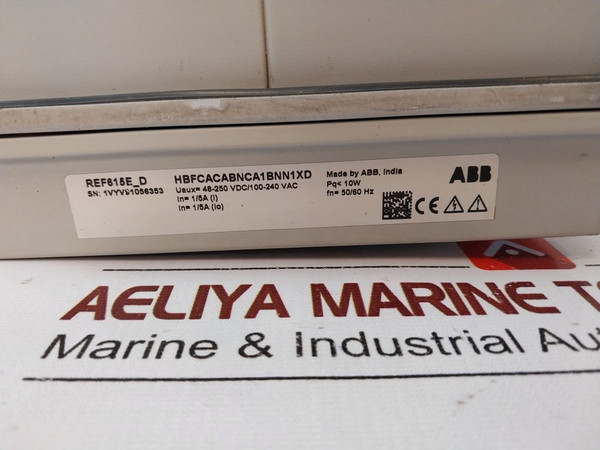 REF615E_D
SN: 1VYV91056353
HBFCACABNCA1BNN1XD
Uaux= 48-250 VDC/100-240 VAC
In= 1/5A (I)
In= 1/5A (Io)
Made by ABB, India
Pq< 10W
fn= 50/60 Hz
ABB
CE
AELIYA MARINE
Marine & Industrial